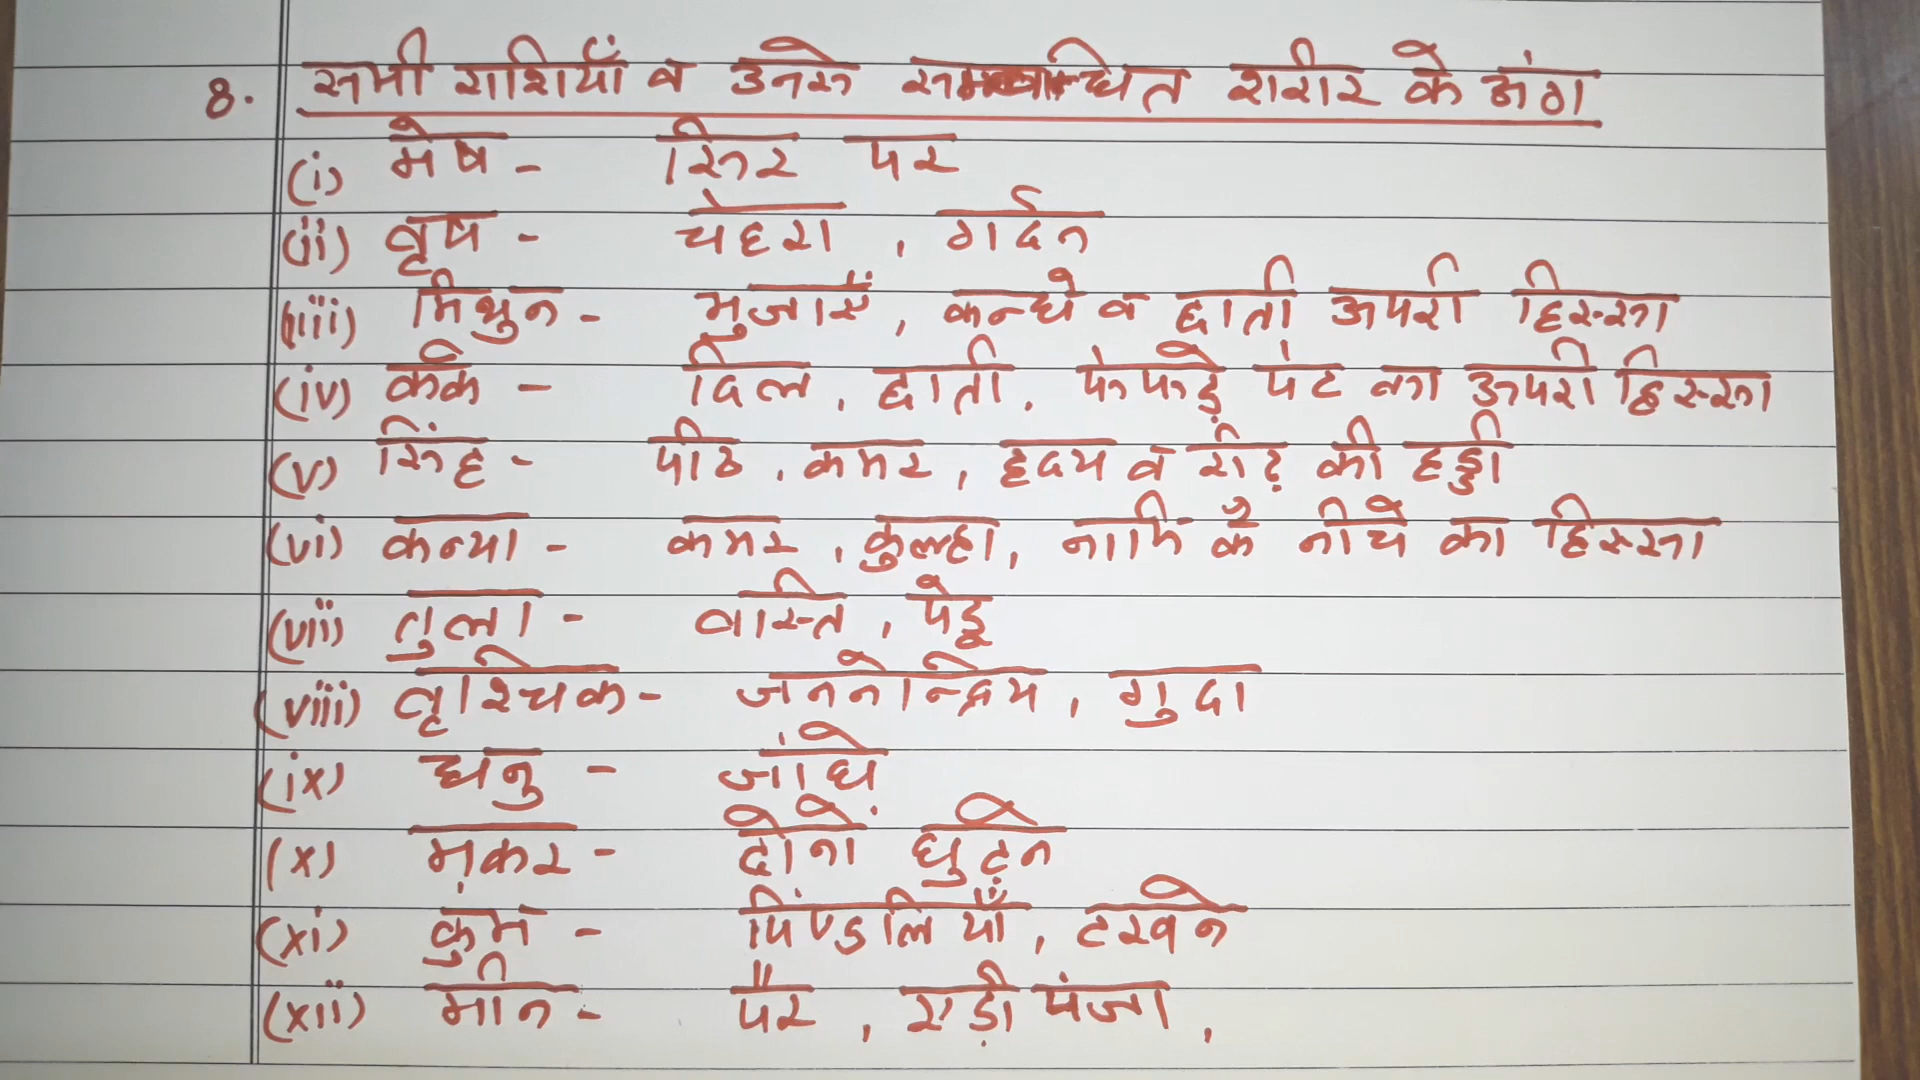 8. सभी राशियाँ व उनसे सम्बन्धित शरीर के अंग
(i) मेष - सिर पर
(ii) वृष - चेहरा , गर्दन
(iii) मिथुन - भुजाएँ , कन्धे व छाती ऊपरी हिस्सा
(iv) कर्क - दिल , छाती , फेफड़े पेट का ऊपरी हिस्सा
(v) सिंह - पीठ , कमर , हृदय व रीढ़ की हड्डी
(vi) कन्या - कमर , कुल्हा , नाभि के नीचे का हिस्सा
(vii) तुला - वास्ति , पेडू
(viii) वृश्चिक - जननेन्द्रिय , गुदा
(ix) धनु - जांघे
(x) मकर - दोनों घुटने
(xi) कुंभ - पिंण्डलियाँ , टखने
(xii) मीन - पैर , एड़ी पंजा ,